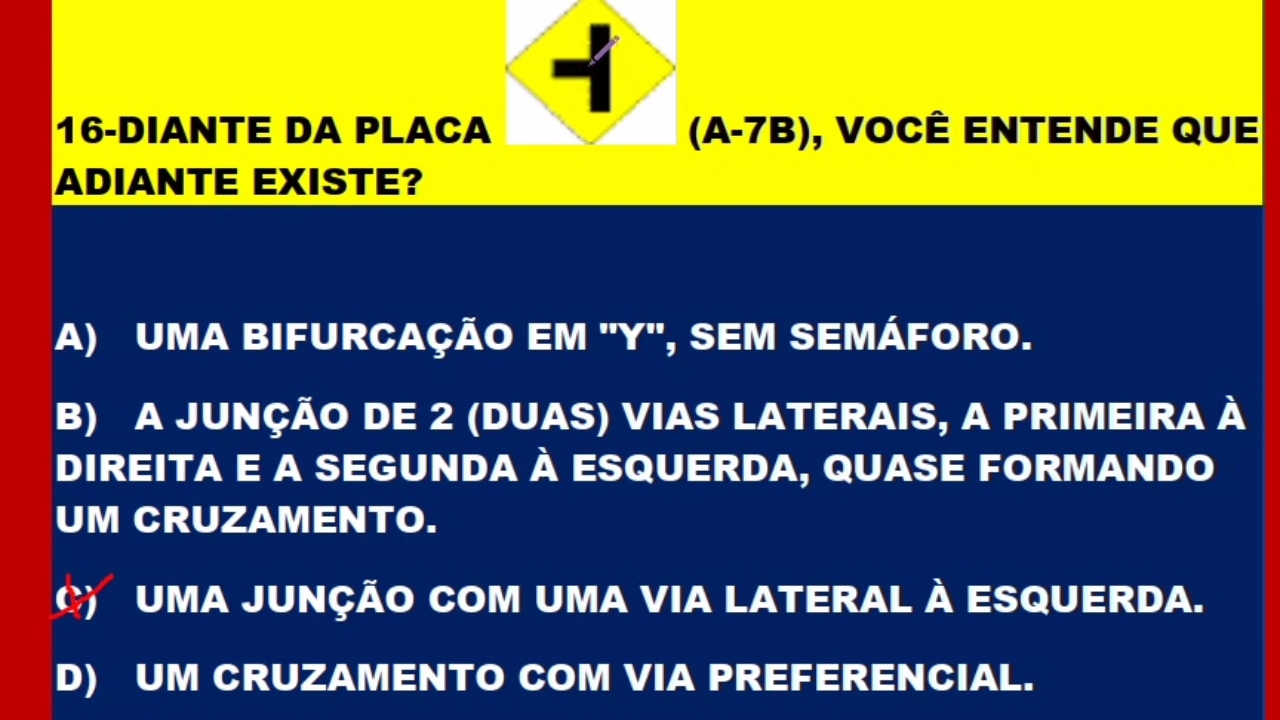 16-DIANTE DA PLACA (A-7B), VOCÊ ENTENDE QUE
ADIANTE EXISTE?
A) UMA BIFURCAÇÃO EM "Y", SEM SEMÁFORO.
B) A JUNÇÃO DE 2 (DUAS) VIAS LATERAIS, A PRIMEIRA À
DIREITA E A SEGUNDA À ESQUERDA, QUASE FORMANDO
UM CRUZAMENTO.
C) UMA JUNÇÃO COM UMA VIA LATERAL À ESQUERDA.
D) UM CRUZAMENTO COM VIA PREFERENCIAL.